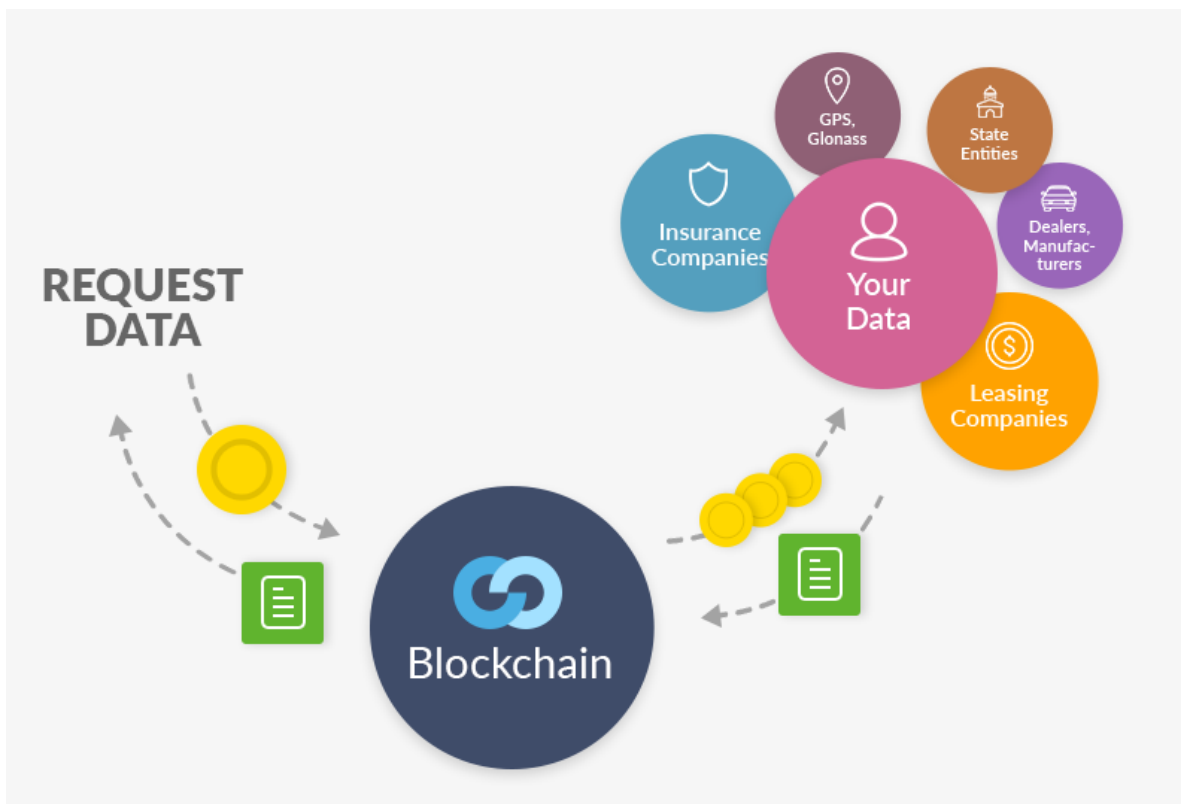 REQUEST
DATA
Blockchain
Insurance
Companies
GPS,
Glonass
State
Entities
Dealers,
Manufac-
turers
Your
Data
$
Leasing
Companies